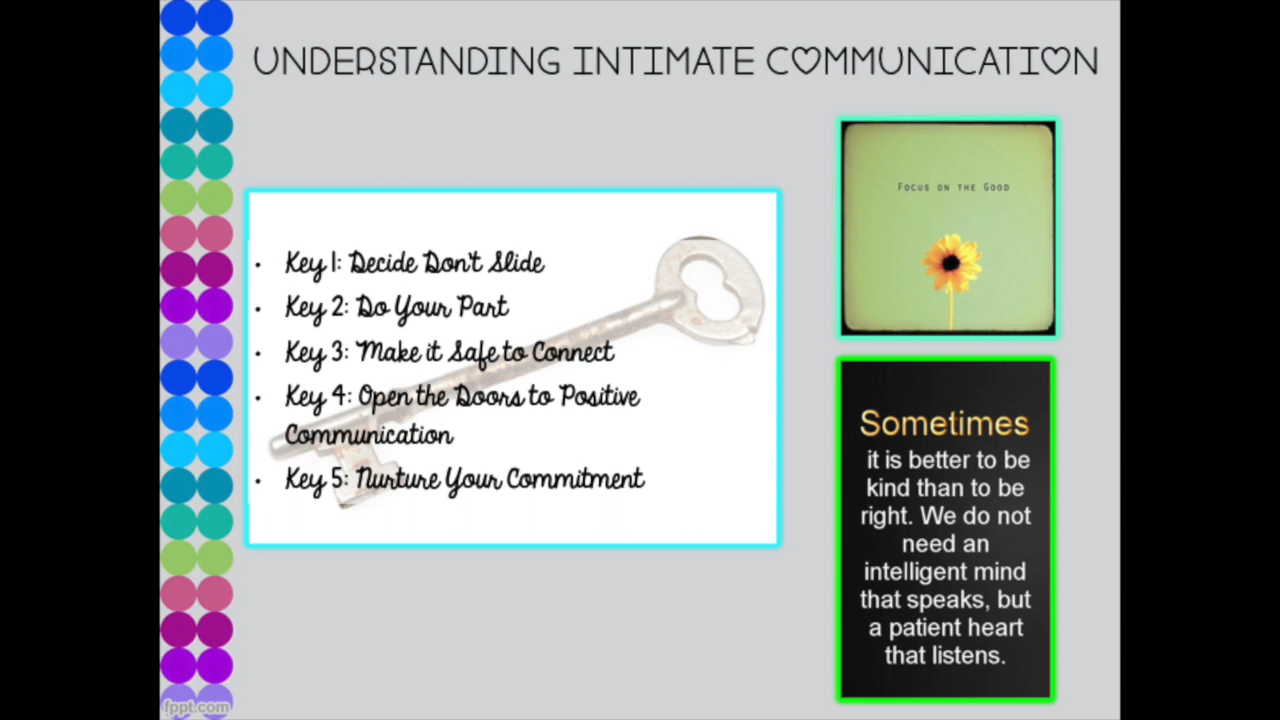 UNDERSTANDING INTIMATE COMMUNICATION
• Key 1: Decide Don't Slide
• Key 2: Do Your Part
• Key 3: Make it Safe to Connect
• Key 4: Open the Doors to Positive
Communication
• Key 5: Nurture Your Commitment
Focus on the Good
Sometimes
it is better to be
kind than to be
right. We do not
need an
intelligent mind
that speaks, but
a patient heart
that listens.
fppt.com